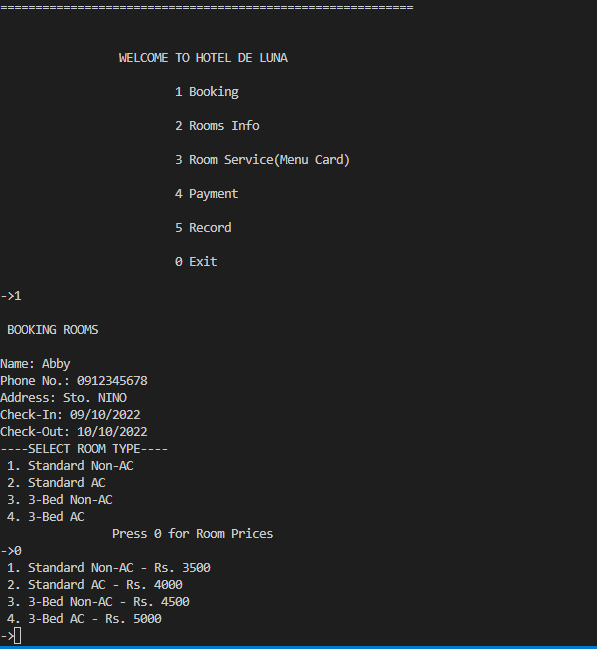 ===========================================================
WELCOME TO HOTEL DE LUNA
1 Booking
2 Rooms Info
3 Room Service(Menu Card)
4 Payment
5 Record
0 Exit
->1
BOOKING ROOMS
Name: Abby
Phone No.: 0912345678
Address: Sto. NINO
Check-In: 09/10/2022
Check-Out: 10/10/2022
----SELECT ROOM TYPE----
1. Standard Non-AC
2. Standard AC
3. 3-Bed Non-AC
4. 3-Bed AC
Press 0 for Room Prices
->0
1. Standard Non-AC - Rs. 3500
2. Standard AC - Rs. 4000
3. 3-Bed Non-AC - Rs. 4500
4. 3-Bed AC - Rs. 5000
->